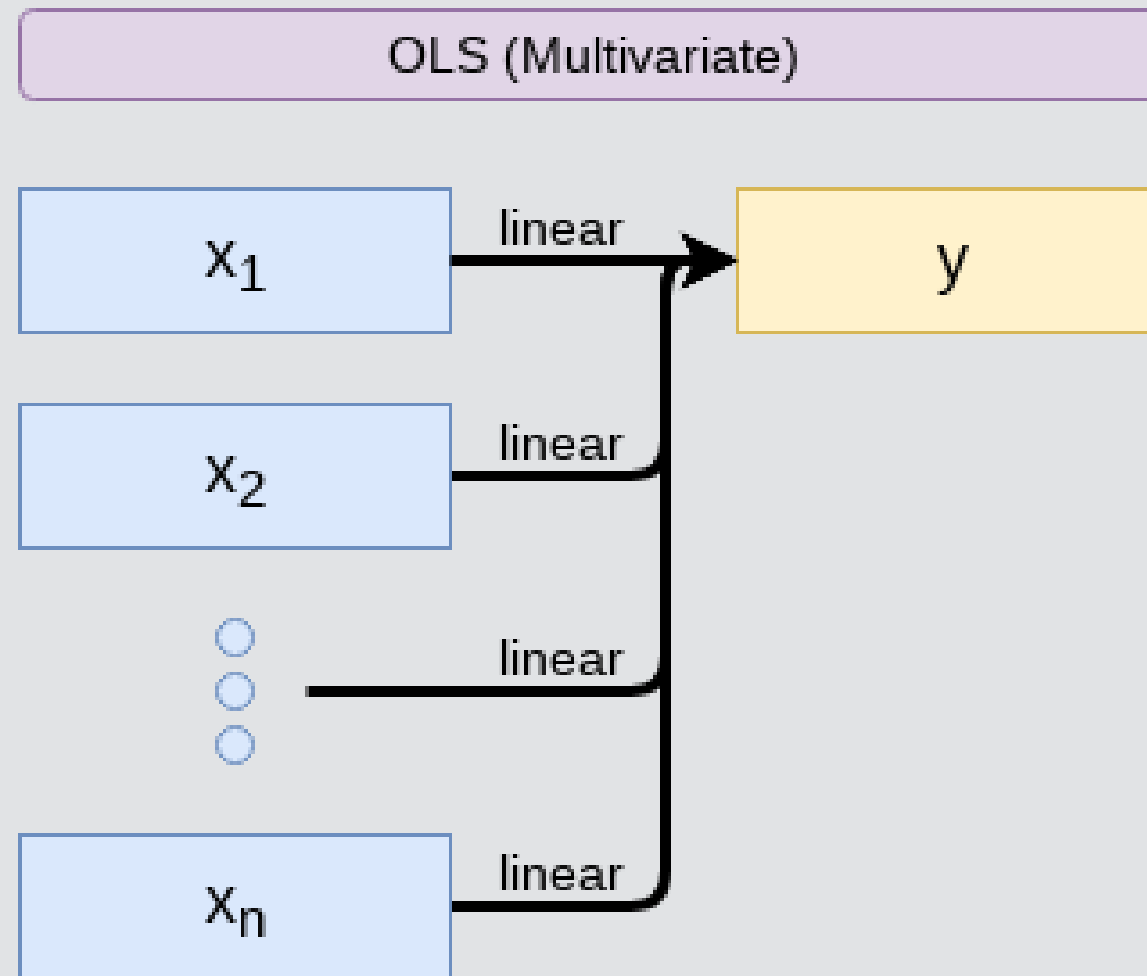 OLS (Multivariate)
x₁
linear
y
x₂
linear
linear
xₙ
linear